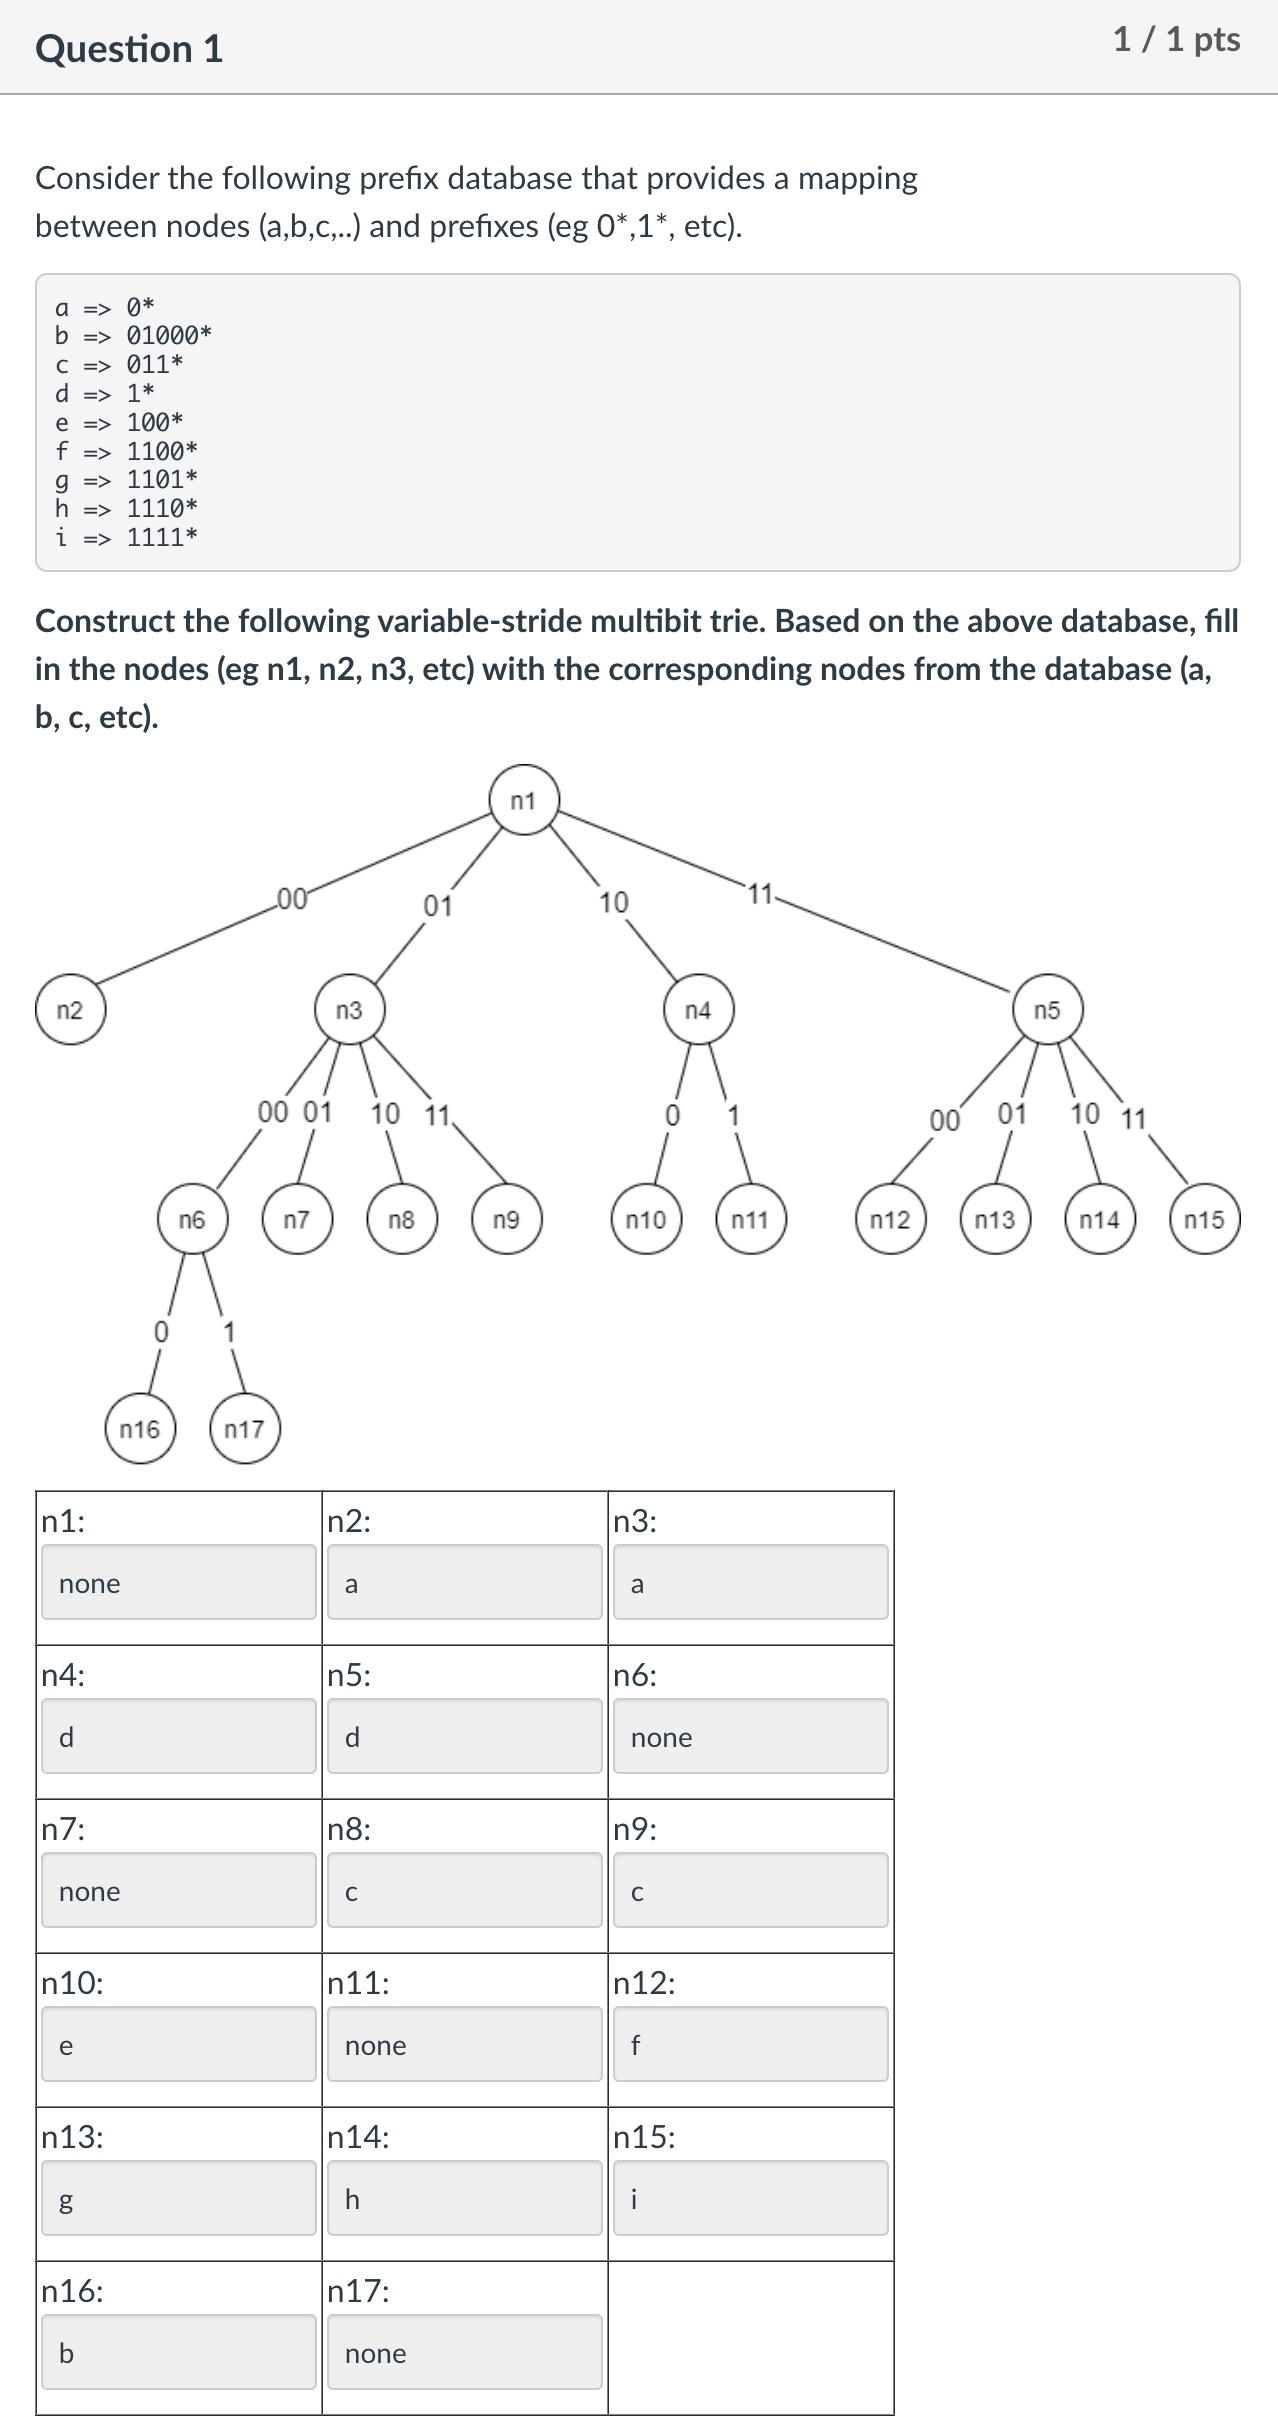 Question 1
1 / 1 pts
Consider the following prefix database that provides a mapping
between nodes (a,b,c,..) and prefixes (eg 0*,1*, etc).
a => 0*
b => 01000*
c => 011*
d => 1*
e => 100*
f => 1100*
g => 1101*
h => 1110*
i => 1111*
Construct the following variable-stride multibit trie. Based on the above database, fill
in the nodes (eg n1, n2, n3, etc) with the corresponding nodes from the database (a,
b, c, etc).
n1
00 01 10 11
n2 n3 n4 n5
00 01 10 11 0 1 00 01 10 11
n6 n7 n8 n9 n10 n11 n12 n13 n14 n15
0 1
n16 n17
n1: n2: n3:
none a a
n4: n5: n6:
d d none
n7: n8: n9:
none c c
n10: n11: n12:
e none f
n13: n14: n15:
g h i
n16: n17:
b none